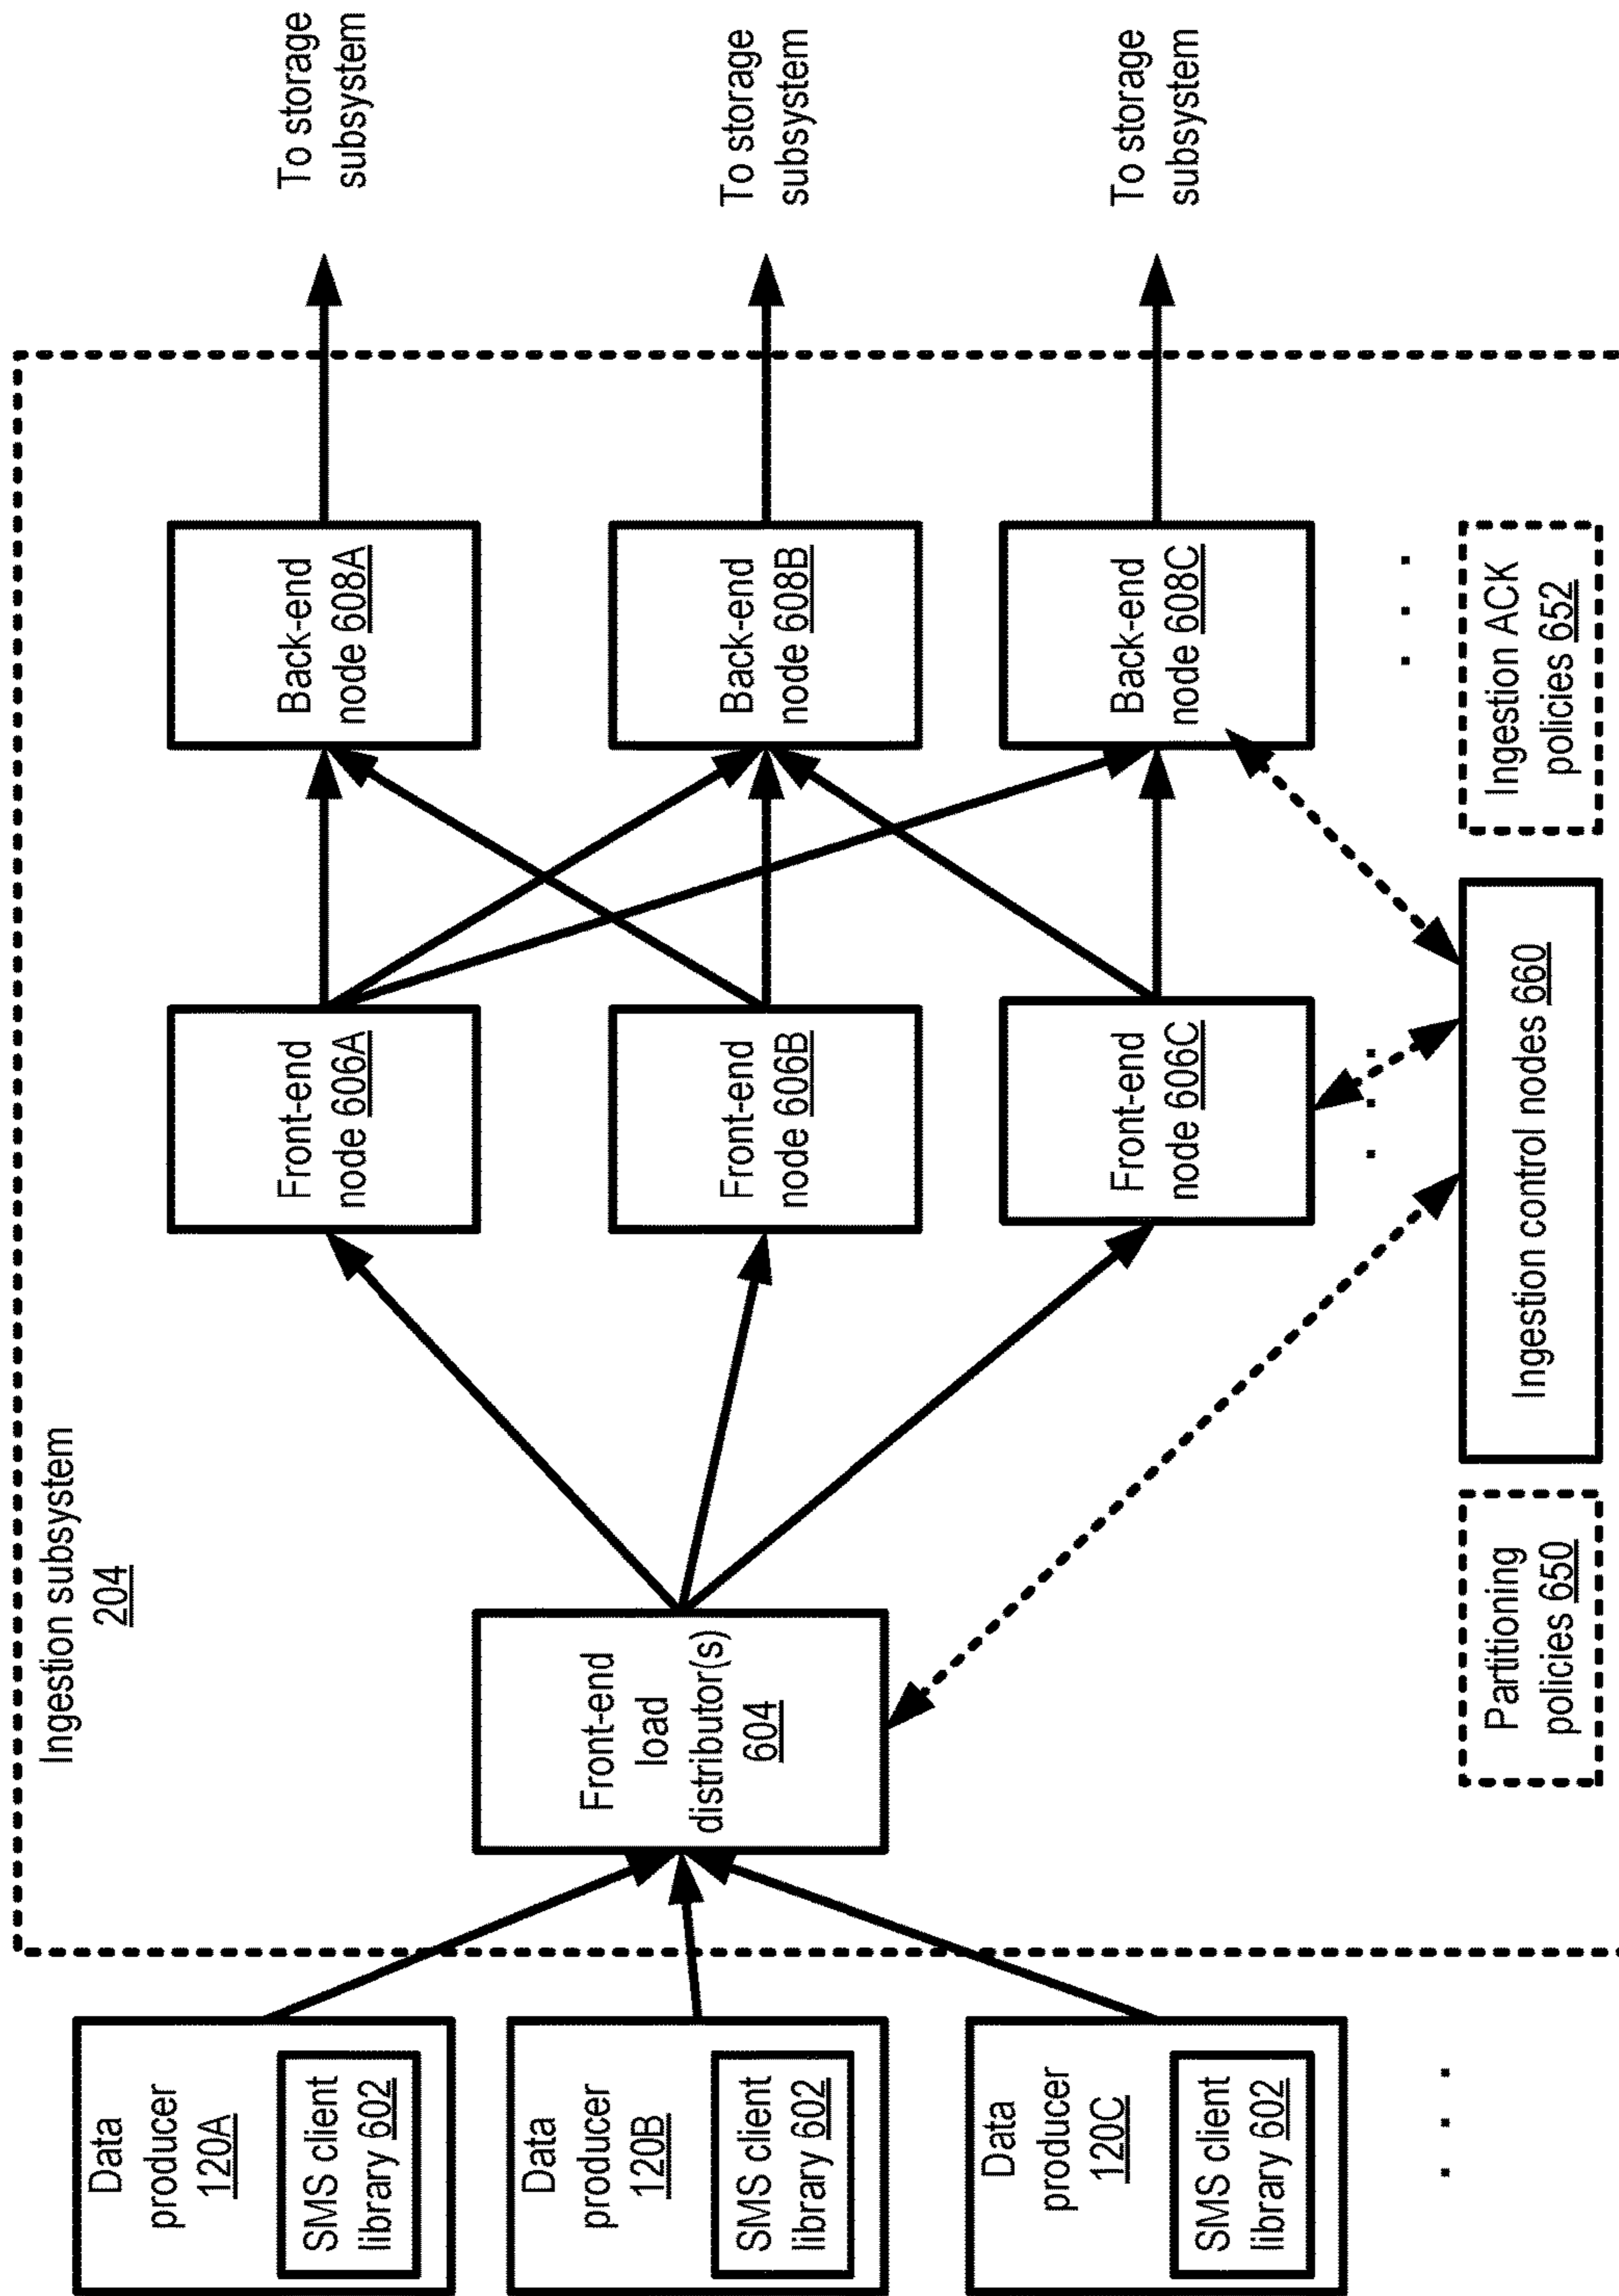 Ingestion subsystem
204
Data
producer
120A
SMS client
library 602
Data
producer
120B
SMS client
library 602
Data
producer
120C
SMS client
library 602
. . .
Front-end
load
distributor(s)
604
Front-end
node 606A
Front-end
node 606B
Front-end
node 606C
. . .
Back-end
node 608A
Back-end
node 608B
Back-end
node 608C
. . .
To storage
subsystem
To storage
subsystem
To storage
subsystem
Partitioning
policies 650
Ingestion control nodes 660
Ingestion ACK
policies 652